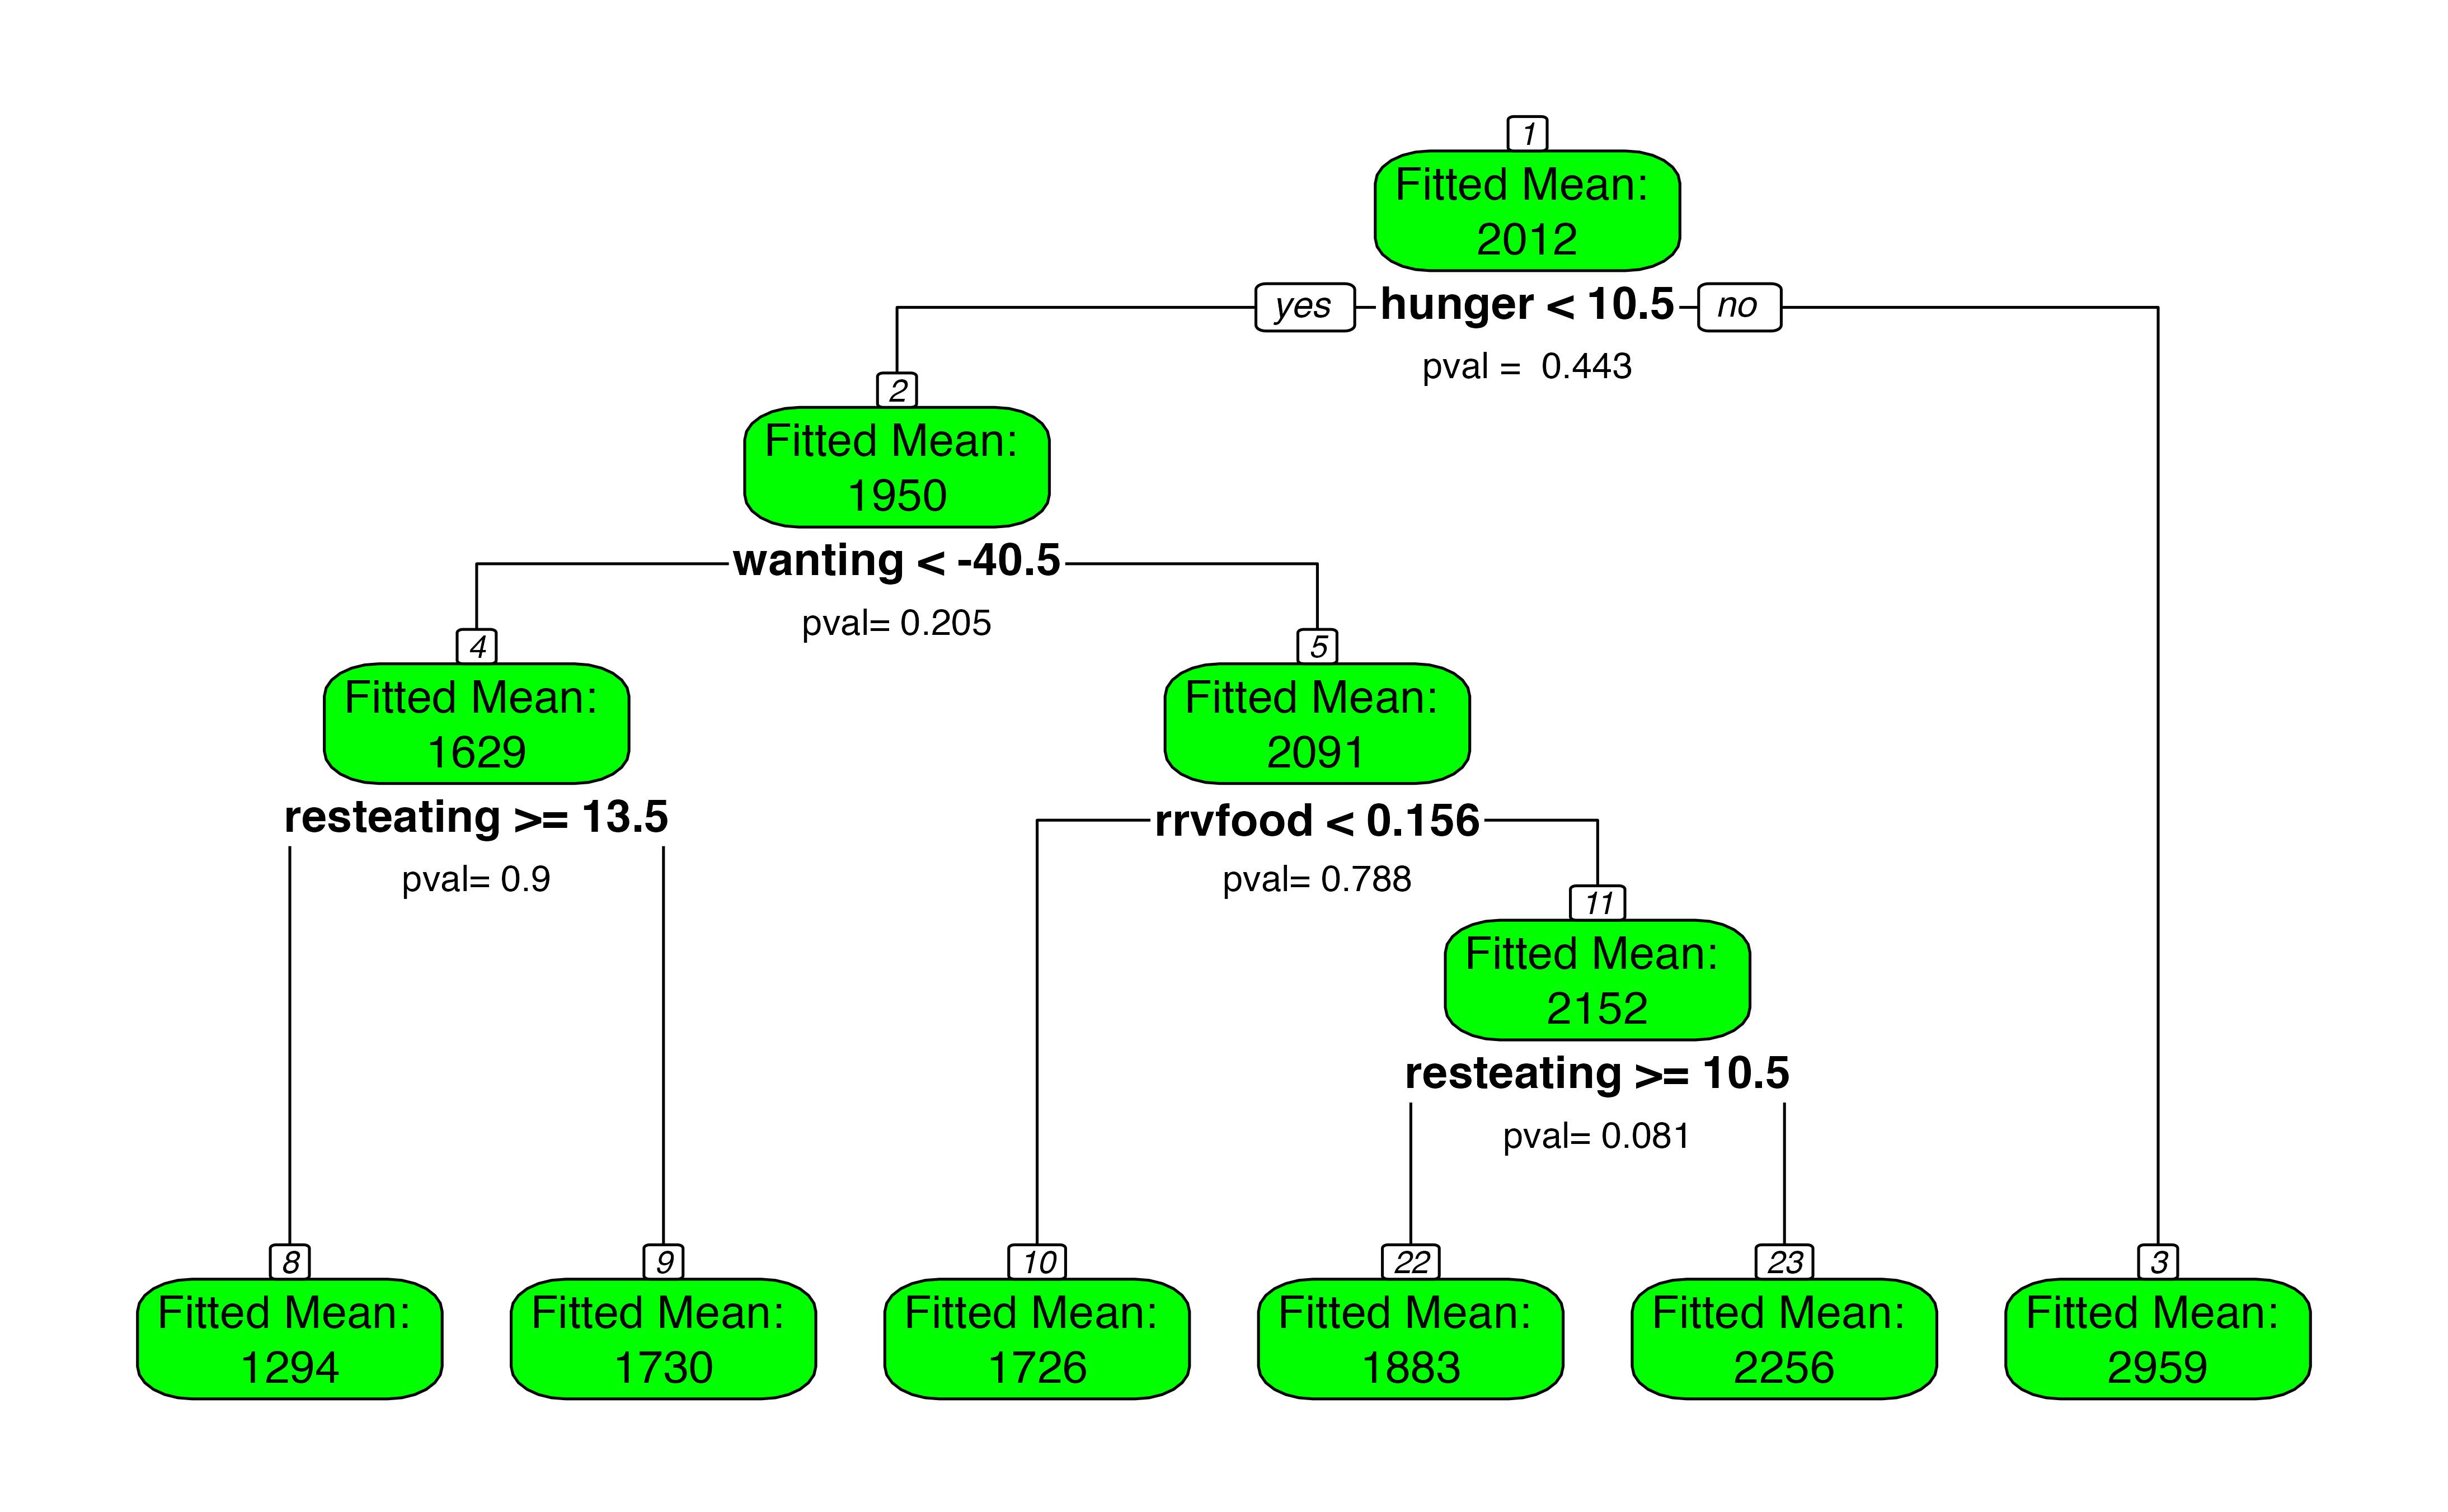 1
Fitted Mean:
2012
yes hunger < 10.5 no
pval = 0.443
2
Fitted Mean:
1950
wanting < -40.5
pval= 0.205
4
Fitted Mean:
1629
resteating >= 13.5
pval= 0.9
5
Fitted Mean:
2091
rrvfood < 0.156
pval= 0.788
11
Fitted Mean:
2152
resteating >= 10.5
pval= 0.081
8
Fitted Mean:
1294
9
Fitted Mean:
1730
10
Fitted Mean:
1726
22
Fitted Mean:
1883
23
Fitted Mean:
2256
3
Fitted Mean:
2959